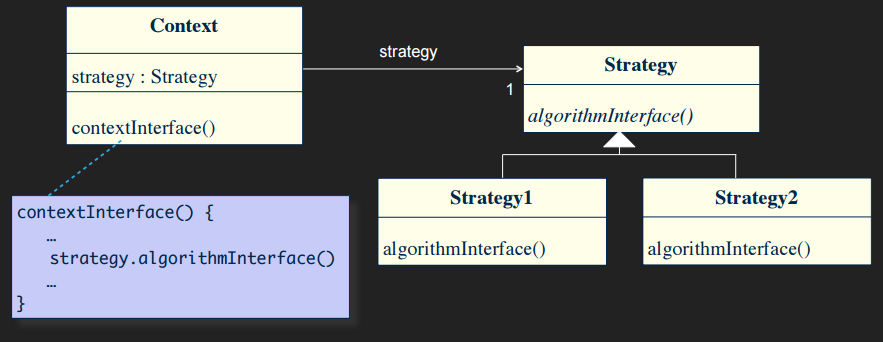 Context
strategy : Strategy
contextInterface()
strategy
1
Strategy
algorithmInterface()
Strategy1
algorithmInterface()
Strategy2
algorithmInterface()
contextInterface() {
…
strategy.algorithmInterface()
…
}